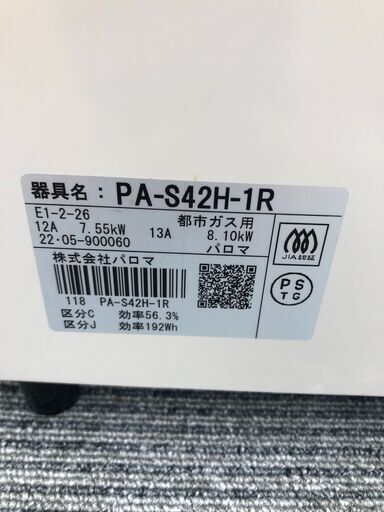 器具名: PA-S42H-1R
E1-2-26 都市ガス用
12A 7.55kW 13A 8.10kW
22・05-900060 パロマ
株式会社パロマ
118 PA-S42H-1R
区分C 効率56.3%
区分J 効率192Wh
JIA認証
PS
TG